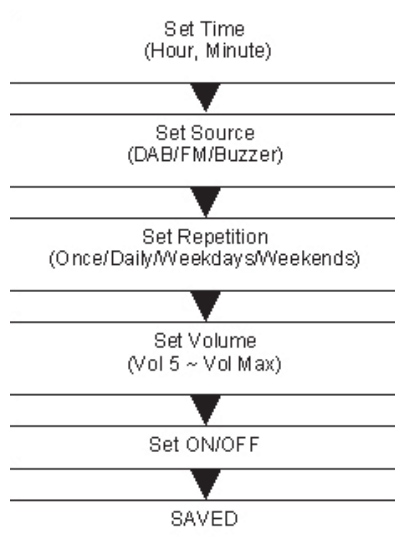 Set Time
(Hour, Minute)
Set Source
(DAB/FM/Buzzer)
Set Repetition
(Once/Daily/Weekdays/Weekends)
Set Volume
(Vol 5 ~ Vol Max)
Set ON/OFF
SAVED